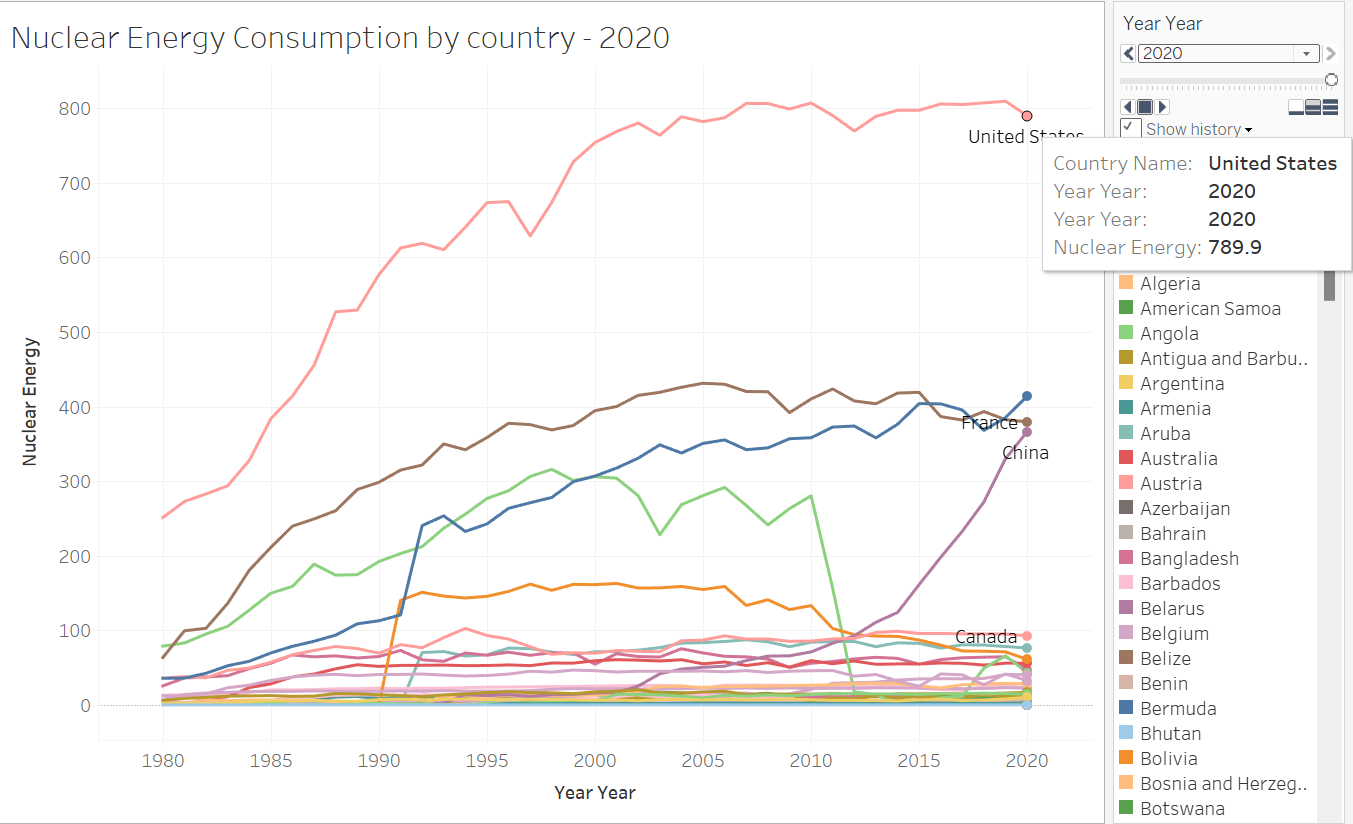 Nuclear Energy Consumption by country - 2020
800
700
600
500
400
300
200
100
0
Nuclear Energy
United States
France
China
Canada
1980 1985 1990 1995 2000 2005 2010 2015 2020
Year Year
Year Year
2020
Show history
Country Name: United States
Year Year: 2020
Year Year: 2020
Nuclear Energy: 789.9
Algeria
American Samoa
Angola
Antigua and Barbu..
Argentina
Armenia
Aruba
Australia
Austria
Azerbaijan
Bahrain
Bangladesh
Barbados
Belarus
Belgium
Belize
Benin
Bermuda
Bhutan
Bolivia
Bosnia and Herzeg..
Botswana